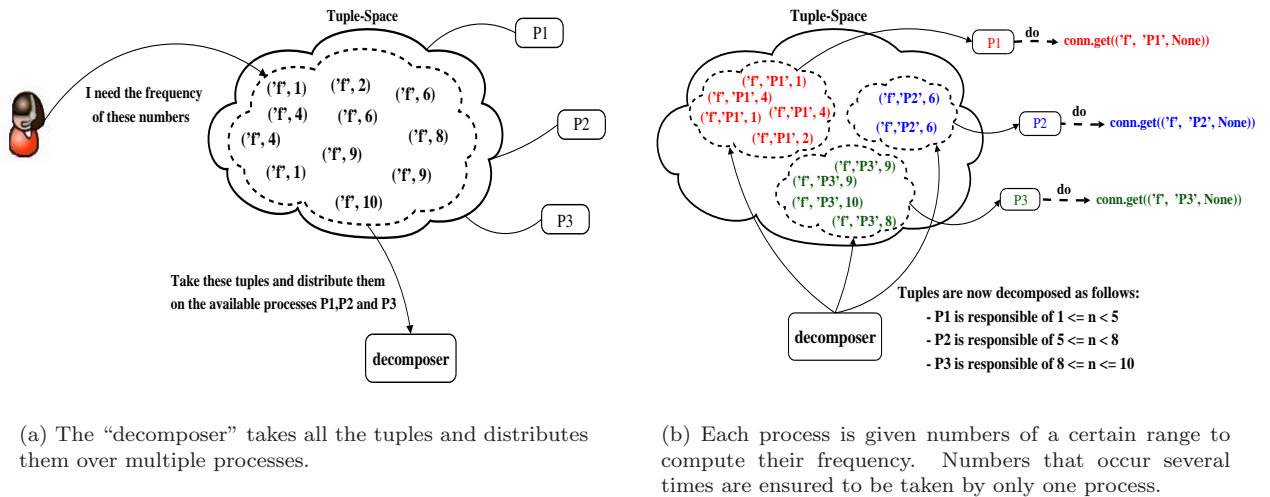 Tuple-Space
P1
('f', 1)
('f', 2)
('f', 6)
I need the frequency
of these numbers
('f', 4)
('f', 6)
P2
('f', 4)
('f', 8)
('f', 9)
('f', 1)
('f', 9)
('f', 10)
P3
Take these tuples and distribute them
on the available processes P1,P2 and P3
decomposer
(a) The “decomposer” takes all the tuples and distributes
them over multiple processes.
Tuple-Space
P1
do
conn.get(('f', 'P1', None))
('f', 'P1', 1)
('f', 'P1', 4)
('f','P1', 1)
('f','P1', 4)
('f','P1', 2)
('f','P2', 6)
('f','P2', 6)
P2
do
conn.get(('f', 'P2', None))
('f','P3', 9)
('f', 'P3', 9)
('f', 'P3', 10)
('f', 'P3', 8)
P3
do
conn.get(('f', 'P3', None))
decomposer
Tuples are now decomposed as follows:
- P1 is responsible of 1 <= n < 5
- P2 is responsible of 5 <= n < 8
- P3 is responsible of 8 <= n <= 10
(b) Each process is given numbers of a certain range to
compute their frequency. Numbers that occur several
times are ensured to be taken by only one process.